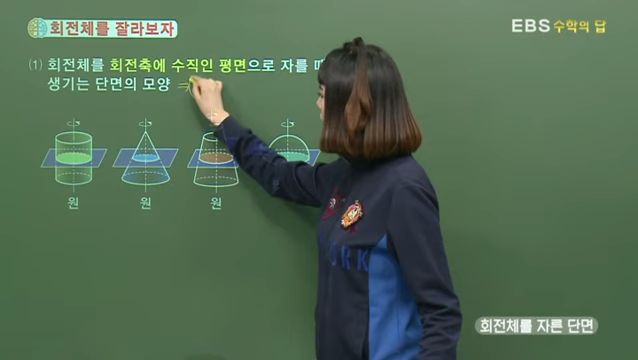 회전체를 잘라보자
EBS 수학의 답
(1) 회전체를 회전축에 수직인 평면으로 자를
생기는 단면의 모양 ⇒
원 원 원
회전체를 자른 단면